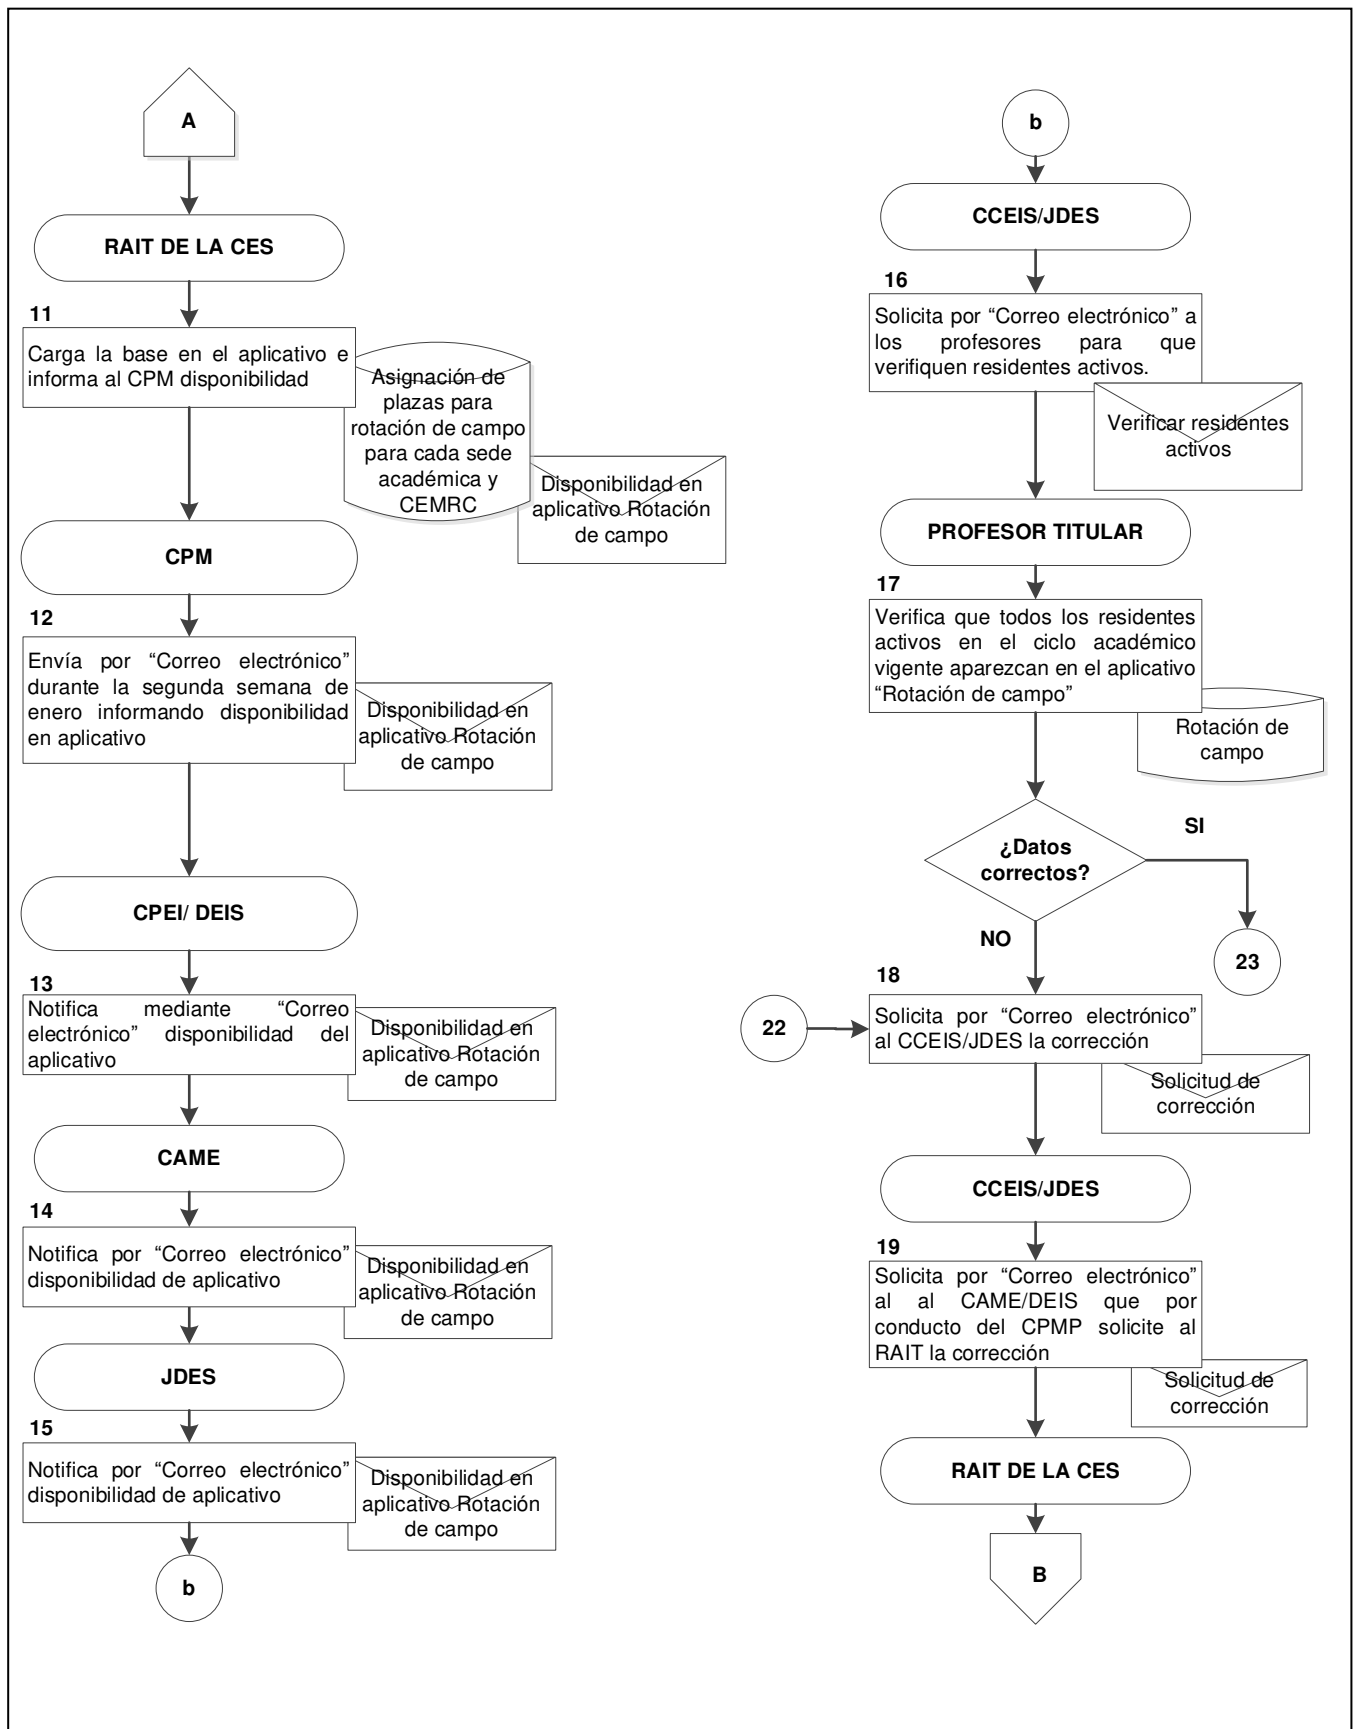 A
RAIT DE LA CES
11
Carga la base en el aplicativo e
informa al CPM disponibilidad
Asignación de
plazas para
rotación de campo
para cada sede
académica y
CEMRC
Disponibilidad en
aplicativo Rotación
de campo
CPM
12
Envía por “Correo electrónico”
durante la segunda semana de
enero informando disponibilidad
en aplicativo
Disponibilidad en
aplicativo Rotación
de campo
CPEI/ DEIS
13
Notifica mediante “Correo
electrónico” disponibilidad del
aplicativo
Disponibilidad en
aplicativo Rotación
de campo
CAME
14
Notifica por “Correo electrónico”
disponibilidad de aplicativo
Disponibilidad en
aplicativo Rotación
de campo
JDES
15
Notifica por “Correo electrónico”
disponibilidad de aplicativo
Disponibilidad en
aplicativo Rotación
de campo
b
b
CCEIS/JDES
16
Solicita por “Correo electrónico” a
los profesores para que
verifiquen residentes activos.
Verificar residentes
activos
PROFESOR TITULAR
17
Verifica que todos los residentes
activos en el ciclo académico
vigente aparezcan en el aplicativo
“Rotación de campo”
Rotación de
campo
¿Datos
correctos?
SI
23
NO
18
22
Solicita por “Correo electrónico”
al CCEIS/JDES la corrección
Solicitud de
corrección
CCEIS/JDES
19
Solicita por “Correo electrónico”
al al CAME/DEIS que por
conducto del CPMP solicite al
RAIT la corrección
Solicitud de
corrección
RAIT DE LA CES
B